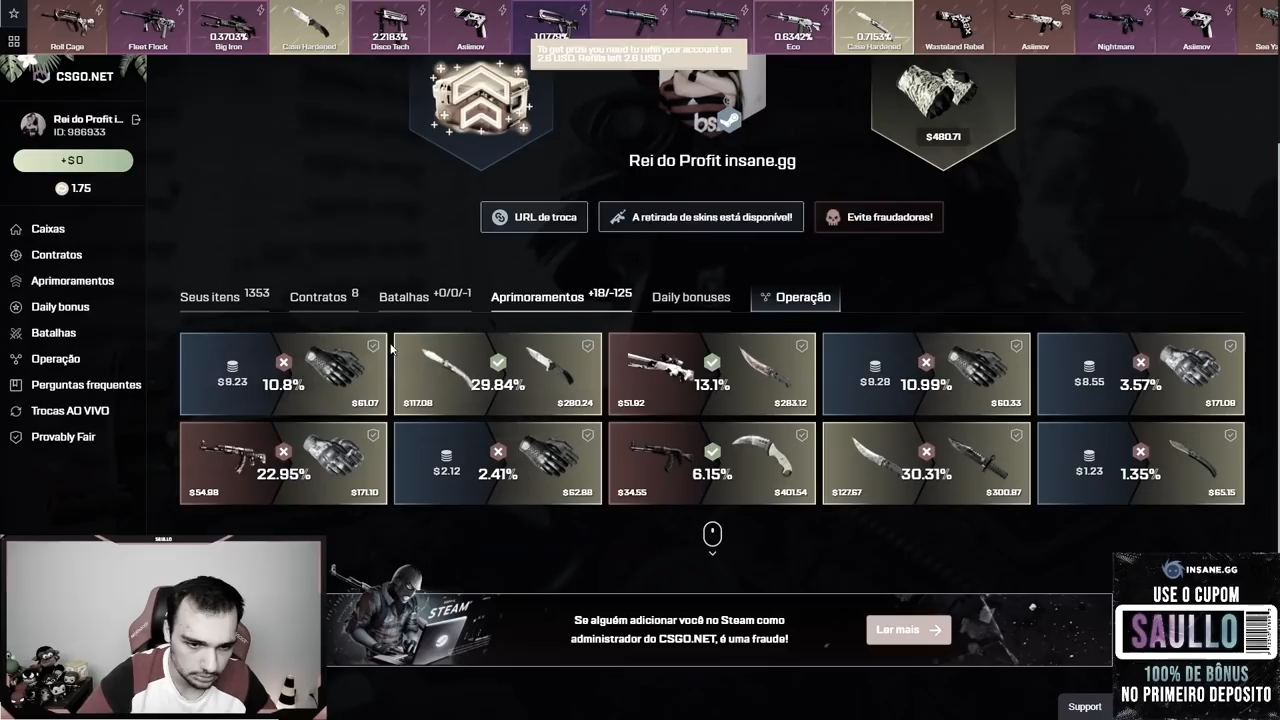 Roll Cage
Fleet Flock
0.3703%
Big Iron
Case Hardened
2.2183%
Disco Tech
Asiimov
0.6342%
Eco
0.7153%
Case Hardened
Wasteland Rebel
Asiimov
Nightmare
Asiimov
To get prize you need to refill your account on
2.6 USD. Refills left 2.6 USD
CSGO.NET
Rei do Profit i...
ID: 986933
+$0
1.75
Caixas
Contratos
Aprimoramentos
Daily bonus
Batalhas
Operação
Perguntas frequentes
Trocas AO VIVO
Provably Fair
$480.71
Rei do Profit insane.gg
URL de troca
A retirada de skins está disponível!
Evite fraudadores!
Seus itens 1353
Contratos 8
Batalhas +0/0/-1
Aprimoramentos +18/-125
Daily bonuses
Operação
$9.23 10.8% $61.07
29.84% $117.08 $280.24
13.1% $51.92 $283.12
$9.28 10.99% $60.33
$8.55 3.57% $171.08
22.95% $54.98 $171.10
$2.12 2.41% $62.88
6.15% $34.55 $401.54
30.31% $127.67 $300.87
$1.23 1.35% $65.15
SAULLO
STEAM
Se alguém adicionar você no Steam como
administrador do CSGO.NET, é uma fraude!
Ler mais
INSANE.GG
USE O CUPOM
SAULLO
100% DE BÔNUS
NO PRIMEIRO DEPOSITO
Support